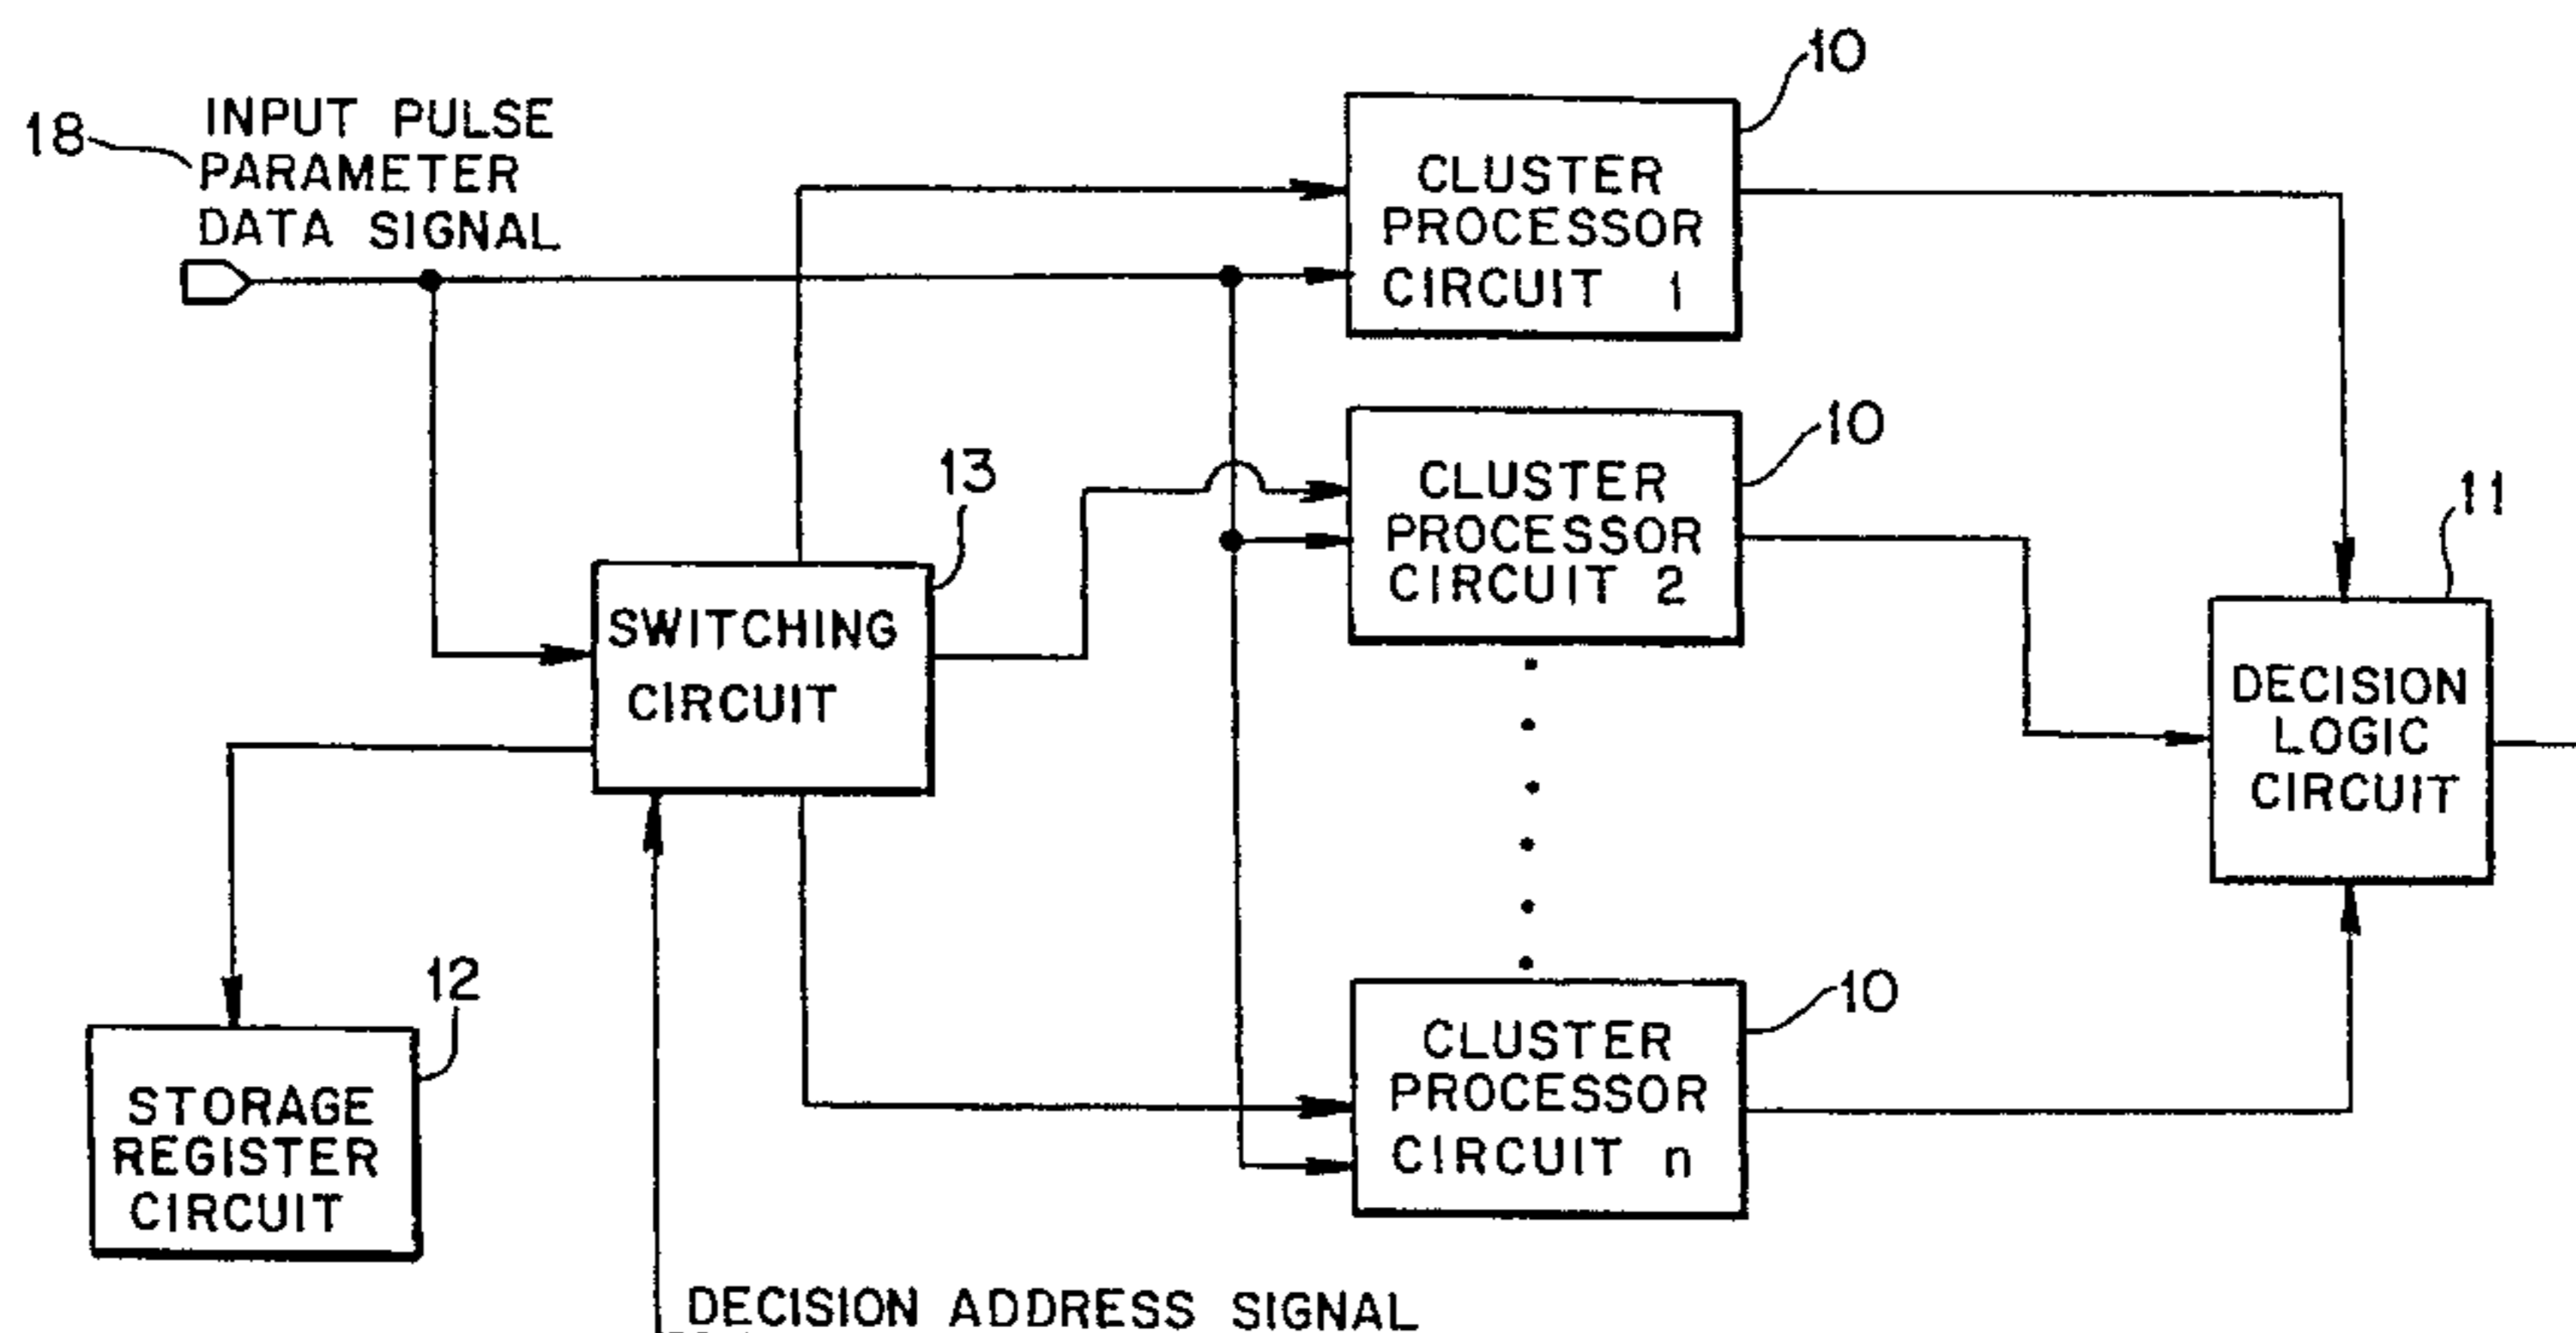 10
INPUT PULSE
18
PARAMETER
DATA SIGNAL
CLUSTER
PROCESSOR
CIRCUIT 1
10
CLUSTER
PROCESSOR
CIRCUIT 2
13
11
SWITCHING
CIRCUIT
DECISION
LOGIC
CIRCUIT
12
10
STORAGE
REGISTER
CIRCUIT
CLUSTER
PROCESSOR
CIRCUIT n
DECISION ADDRESS SIGNAL